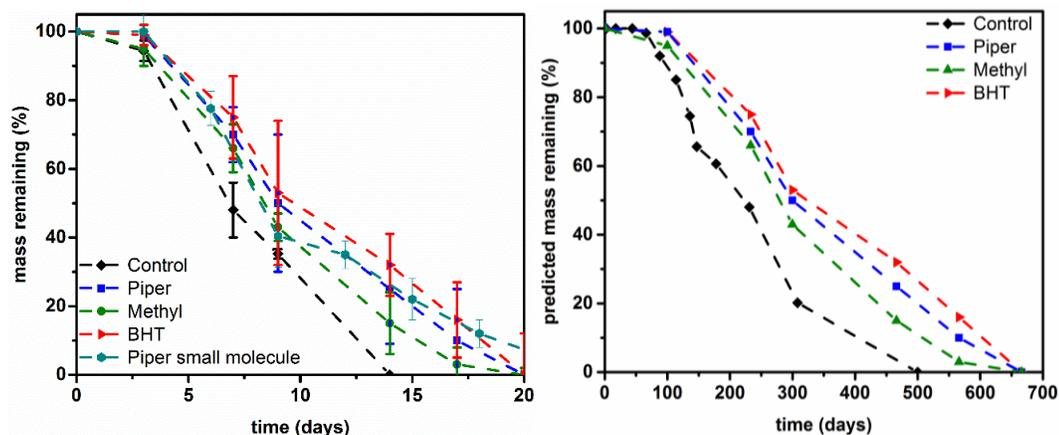 100
80
60
40
20
0
mass remaining (%)
Control
Piper
Methyl
BHT
Piper small molecule
0 5 10 15 20
time (days)
100
80
60
40
20
0
predicted mass remaining (%)
Control
Piper
Methyl
BHT
0 100 200 300 400 500 600 700
time (days)